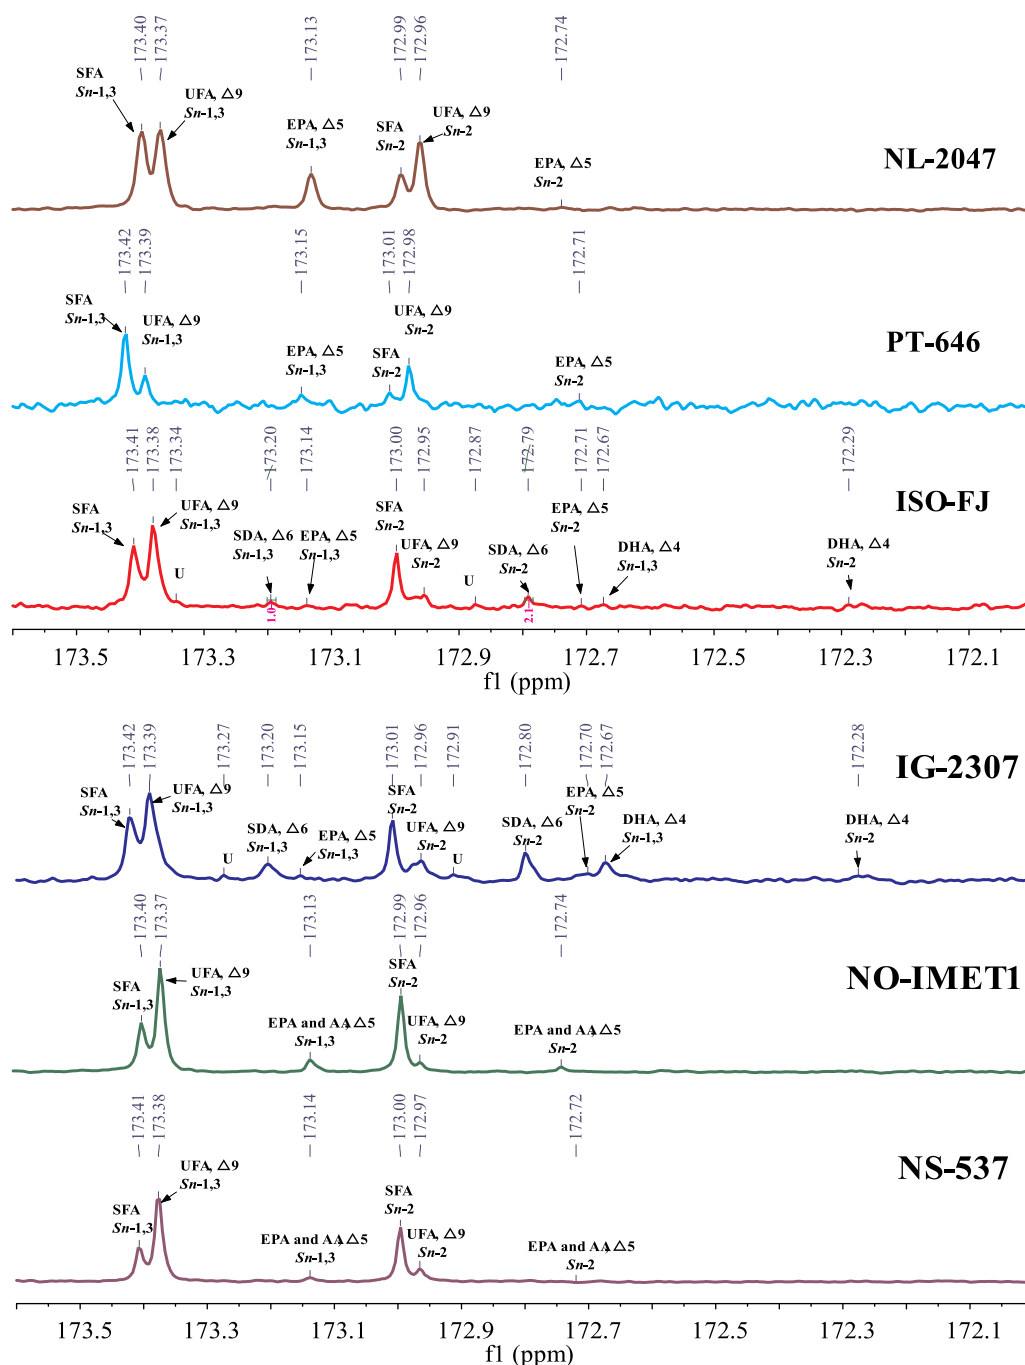 173.40
173.37
173.13
172.99
172.96
172.74
SFA
Sn-1,3
UFA, △9
Sn-1,3
EPA, △5
Sn-1,3
SFA
Sn-2
UFA, △9
Sn-2
EPA, △5
Sn-2
NL-2047
173.42
173.39
173.15
173.01
172.98
172.71
SFA
Sn-1,3
UFA, △9
Sn-1,3
EPA, △5
Sn-1,3
SFA
Sn-2
UFA, △9
Sn-2
EPA, △5
Sn-2
PT-646
173.41
173.38
173.34
173.20
173.14
173.00
172.95
172.87
172.79
172.71
172.67
172.29
SFA
Sn-1,3
UFA, △9
Sn-1,3
U
SDA, △6
Sn-1,3
EPA, △5
Sn-1,3
SFA
Sn-2
UFA, △9
Sn-2
U
SDA, △6
Sn-2
EPA, △5
Sn-2
DHA, △4
Sn-1,3
DHA, △4
Sn-2
ISO-FJ
1.0
2.1
173.5 173.3 173.1 172.9 172.7 172.5 172.3 172.1
f1 (ppm)
173.42
173.39
173.27
173.20
173.15
173.01
172.96
172.91
172.80
172.70
172.67
172.28
SFA
Sn-1,3
UFA, △9
Sn-1,3
U
SDA, △6
Sn-1,3
EPA, △5
Sn-1,3
SFA
Sn-2
UFA, △9
Sn-2
U
SDA, △6
Sn-2
EPA, △5
Sn-2
DHA, △4
Sn-1,3
DHA, △4
Sn-2
IG-2307
173.40
173.37
173.13
172.99
172.96
172.74
SFA
Sn-1,3
UFA, △9
Sn-1,3
EPA and AA, △5
Sn-1,3
SFA
Sn-2
UFA, △9
Sn-2
EPA and AA, △5
Sn-2
NO-IMET1
173.41
173.38
173.14
173.00
172.97
172.72
SFA
Sn-1,3
UFA, △9
Sn-1,3
EPA and AA, △5
Sn-1,3
SFA
Sn-2
UFA, △9
Sn-2
EPA and AA, △5
Sn-2
NS-537
173.5 173.3 173.1 172.9 172.7 172.5 172.3 172.1
f1 (ppm)